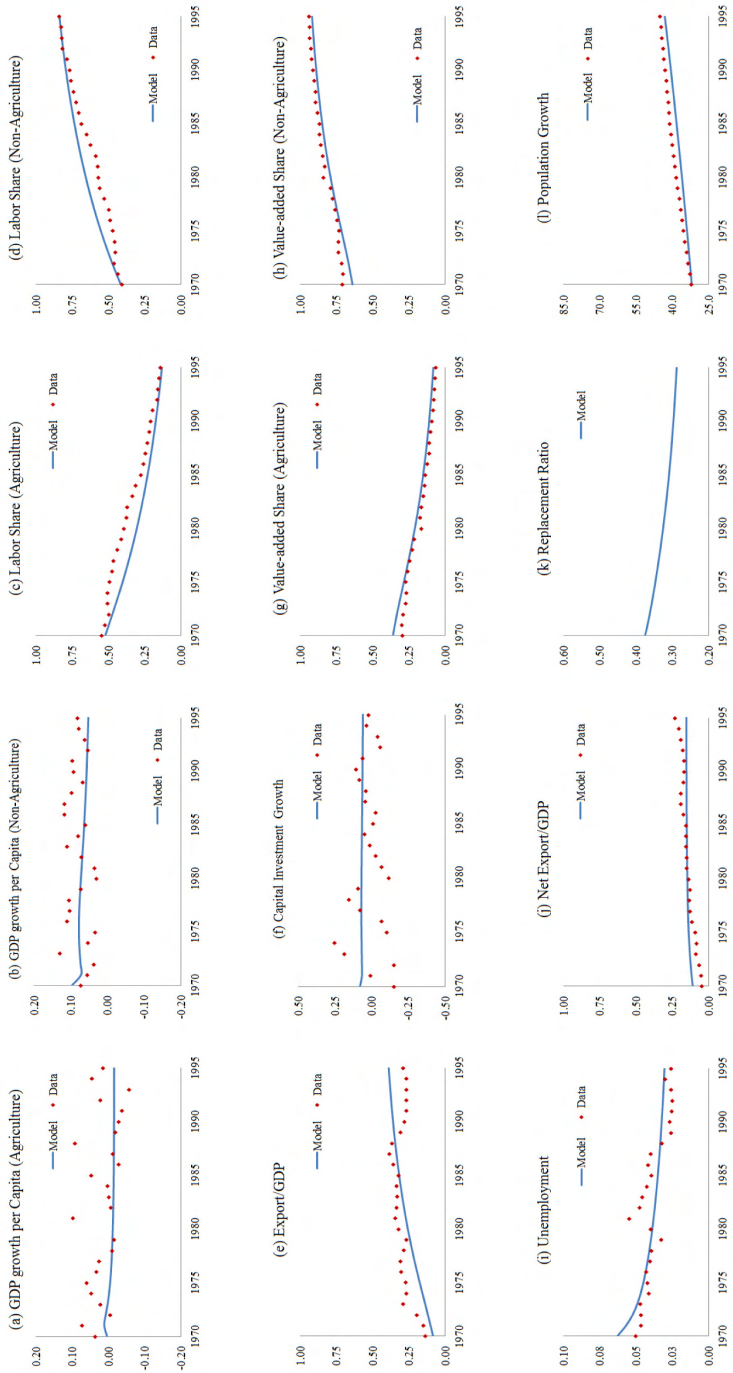 (a) GDP growth per Capita (Agriculture)
Model Data
0.20
0.10
0.00
-0.10
-0.20
1970 1975 1980 1985 1990 1995
(b) GDP growth per Capita (Non-Agriculture)
0.20
0.10
0.00
-0.10
-0.20
Model Data
1970 1975 1980 1985 1990 1995
(c) Labor Share (Agriculture)
Model Data
1.00
0.75
0.50
0.25
0.00
1970 1975 1980 1985 1990 1995
(d) Labor Share (Non-Agriculture)
1.00
0.75
0.50
0.25
0.00
Model Data
1970 1975 1980 1985 1990 1995
(e) Export/GDP
Model Data
1.00
0.75
0.50
0.25
0.00
1970 1975 1980 1985 1990 1995
(f) Capital Investment Growth
Model Data
0.50
0.25
0.00
-0.25
-0.50
1970 1975 1980 1985 1990 1995
(g) Value-added Share (Agriculture)
Model Data
1.00
0.75
0.50
0.25
0.00
1970 1975 1980 1985 1990 1995
(h) Value-added Share (Non-Agriculture)
1.00
0.75
0.50
0.25
0.00
Model Data
1970 1975 1980 1985 1990 1995
(i) Unemployment
Model Data
0.10
0.08
0.05
0.03
0.00
1970 1975 1980 1985 1990 1995
(j) Net Export/GDP
Model Data
1.00
0.75
0.50
0.25
0.00
1970 1975 1980 1985 1990 1995
(k) Replacement Ratio
Model
0.60
0.50
0.40
0.30
0.20
1970 1975 1980 1985 1990 1995
(l) Population Growth
Model Data
85.0
70.0
55.0
40.0
25.0
1970 1975 1980 1985 1990 1995